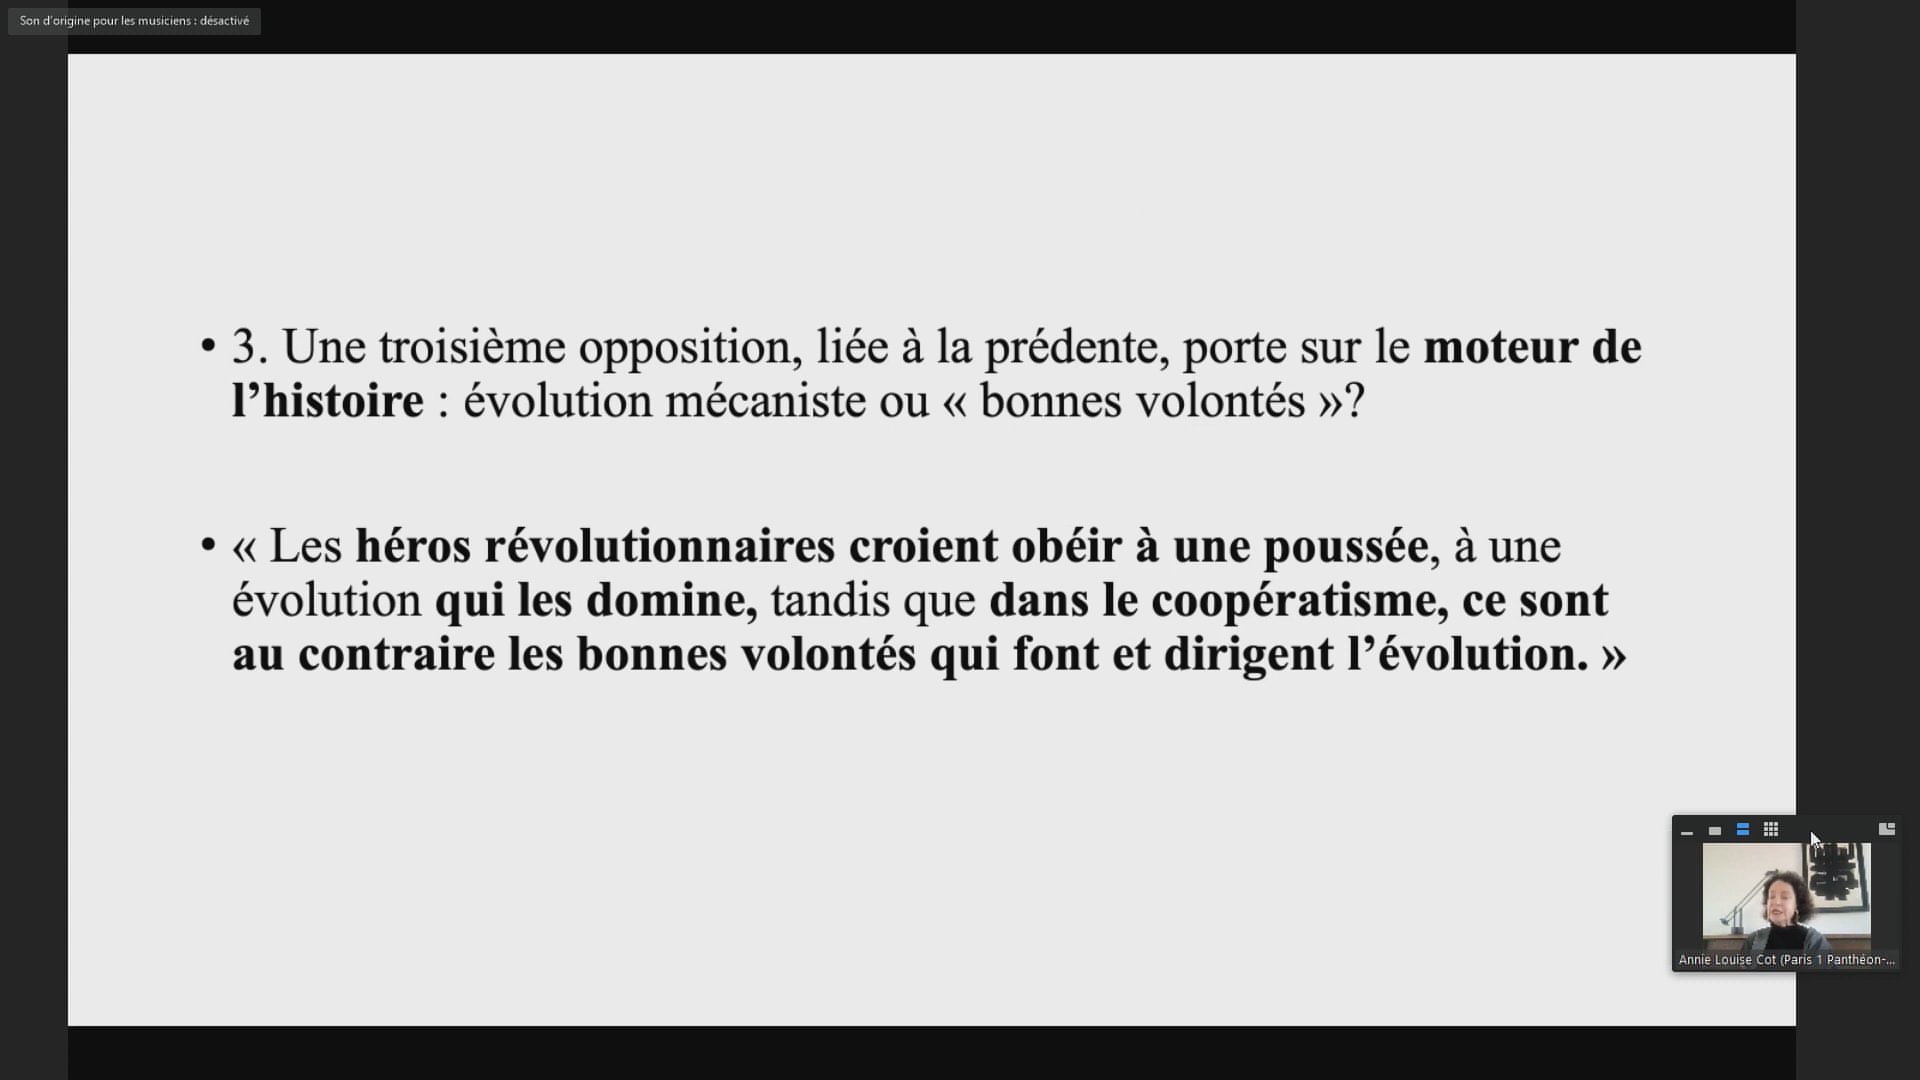 Son d'origine pour les musiciens : désactivé
• 3. Une troisième opposition, liée à la prédente, porte sur le moteur de
l’histoire : évolution mécaniste ou « bonnes volontés »?
• « Les héros révolutionnaires croient obéir à une poussée, à une
évolution qui les domine, tandis que dans le coopératisme, ce sont
au contraire les bonnes volontés qui font et dirigent l’évolution. »
Annie Louise Cot (Paris 1 Panthéon-...